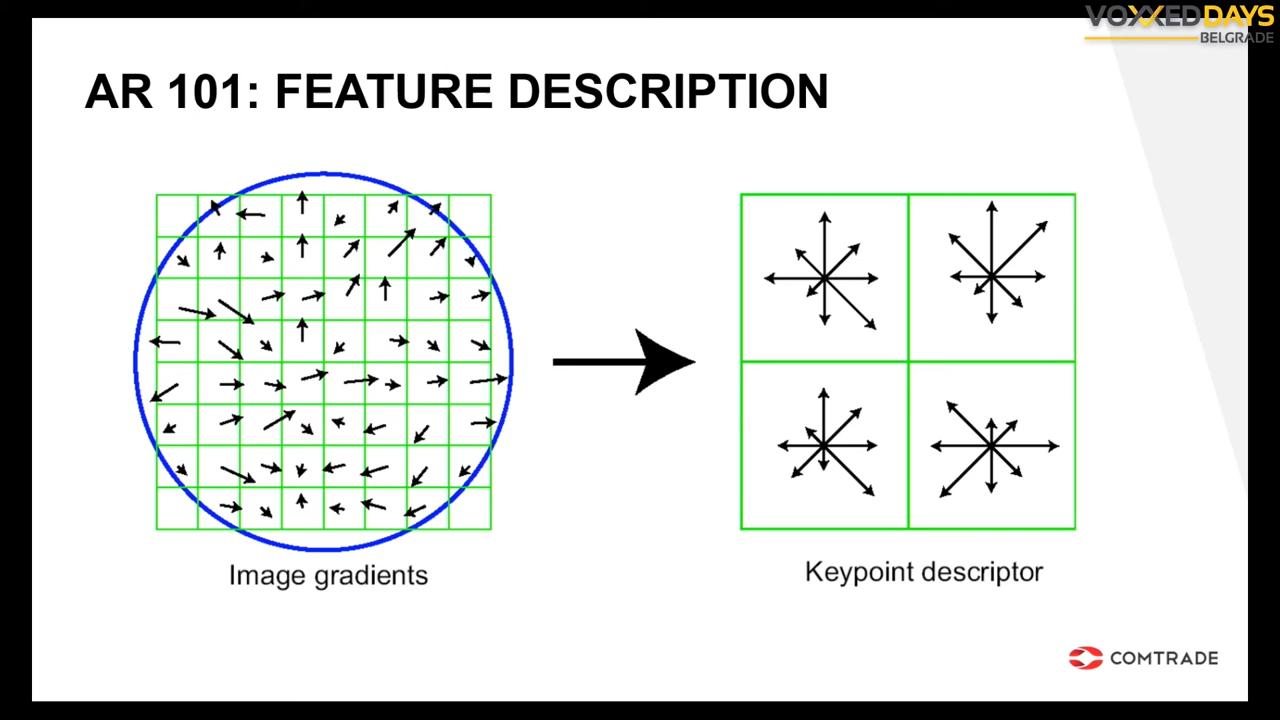 VOXXED DAYS
BELGRADE
AR 101: FEATURE DESCRIPTION
Image gradients
Keypoint descriptor
COMTRADE